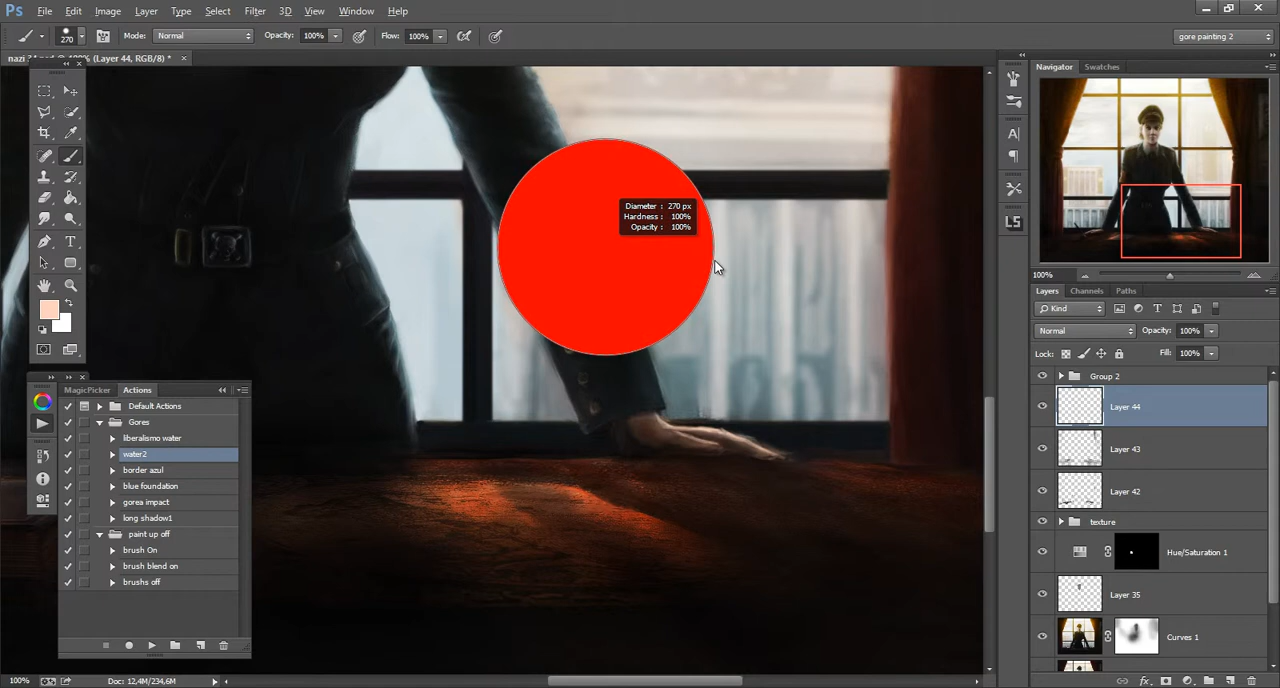 Ps File Edit Image Layer Type Select Filter 3D View Window Help
270 Mode: Normal Opacity: 100% Flow: 100% gore painting 2
(Layer 44, RGB/8) *
Navigator Swatches
Diameter : 270 px
Hardness : 100%
Opacity : 100%
100%
Layers Channels Paths
Kind
Normal Opacity: 100%
Lock: Fill: 100%
Group 2
Layer 44
Layer 43
Layer 42
texture
Hue/Saturation 1
Layer 35
Curves 1
MagicPicker Actions
Default Actions
Gores
liberalismo water
water2
border azul
blue foundation
gorea impact
long shadow1
paint up off
brush On
brush blend on
brushs off
100% Doc: 12,4M/234,6M